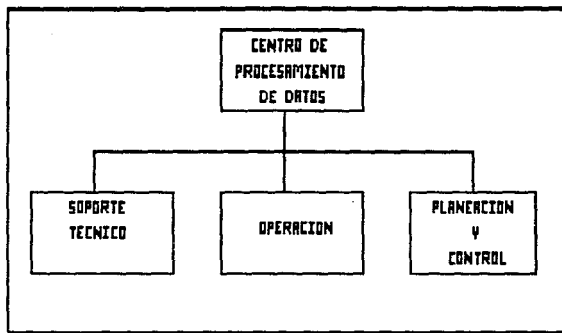 CENTRO DE
PROCESAMIENTO
DE DATOS
SOPORTE
TECNICO
OPERACION
PLANEACION
Y
CONTROL